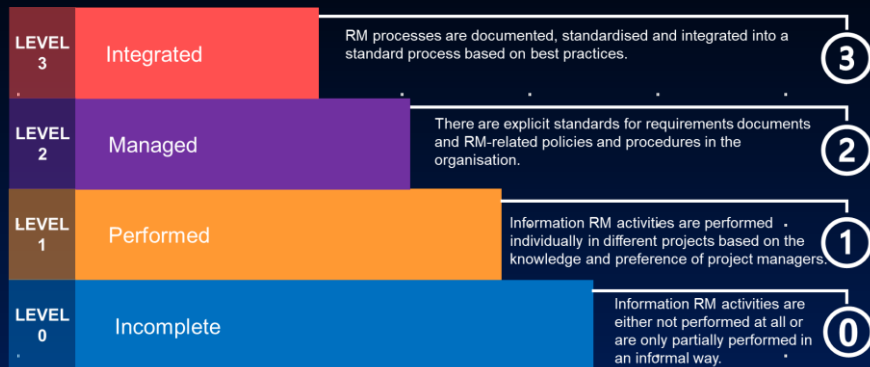 LEVEL
3
Integrated
RM processes are documented, standardised and integrated into a
standard process based on best practices.
3
LEVEL
2
Managed
There are explicit standards for requirements documents
and RM-related policies and procedures in the
organisation.
2
LEVEL
1
Performed
Information RM activities are performed
individually in different projects based on the
knowledge and preference of project managers.
1
LEVEL
0
Incomplete
Information RM activities are
either not performed at all or
are only partially performed in
an informal way.
0